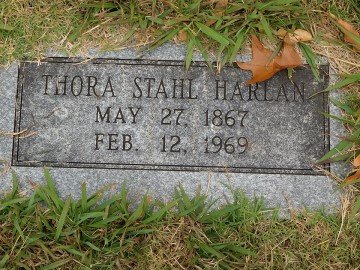 THORA STAHL HARLAN
MAY 27, 1867
FEB. 12, 1969